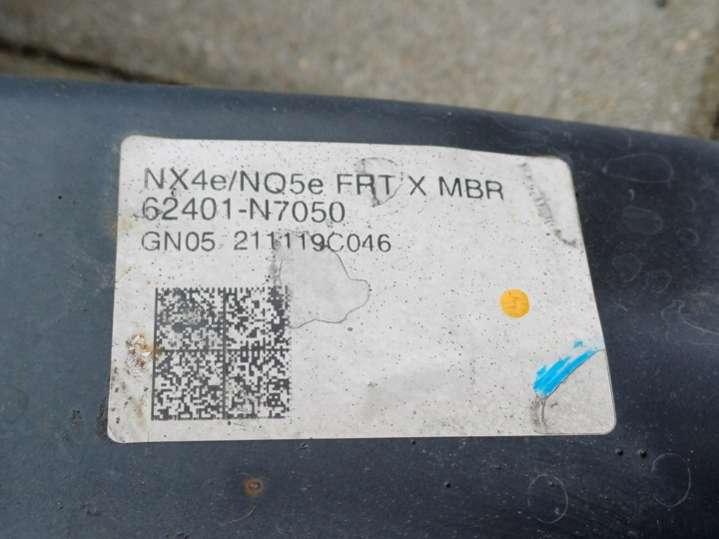 NX4e/NQ5e FRT X MBR
62401-N7050
GN05 211119C046